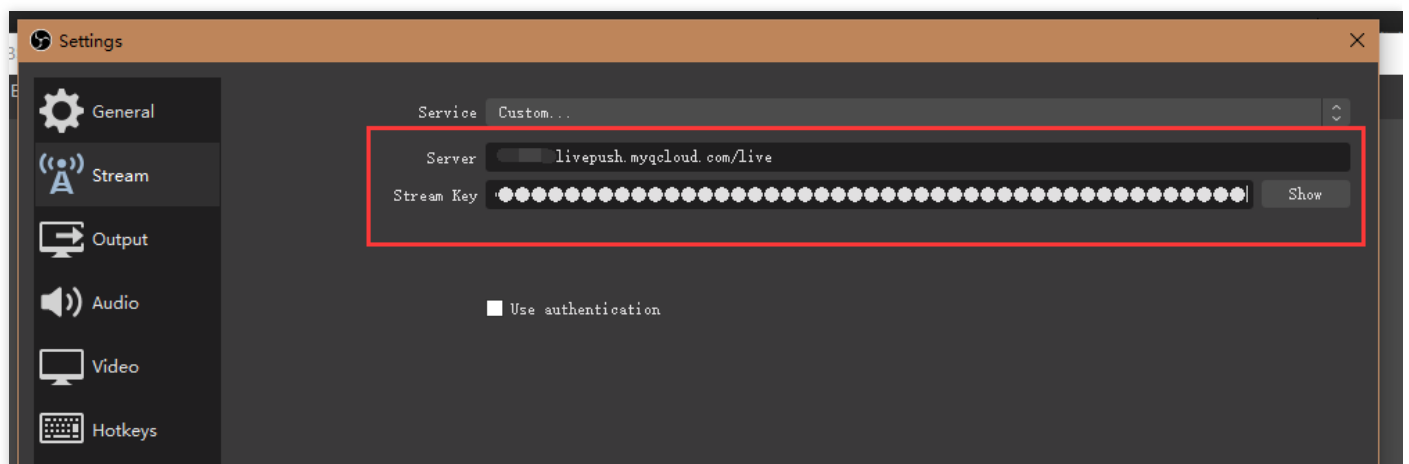 Settings
General
Stream
Output
Audio
Video
Hotkeys
Service Custom...
Server livepush.myqcloud.com/live
Stream Key Show
Use authentication